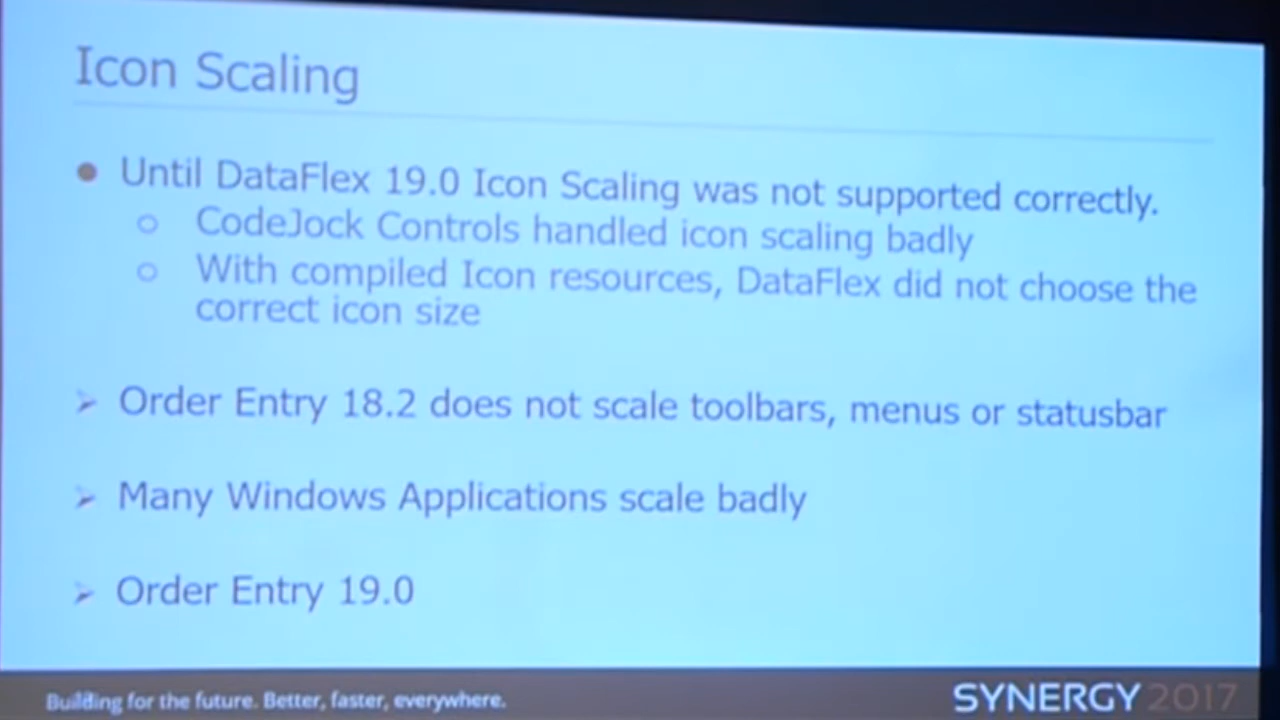 Icon Scaling
● Until DataFlex 19.0 Icon Scaling was not supported correctly.
○ CodeJock Controls handled icon scaling badly
○ With compiled Icon resources, DataFlex did not choose the
correct icon size
➢ Order Entry 18.2 does not scale toolbars, menus or statusbar
➢ Many Windows Applications scale badly
➢ Order Entry 19.0
Building for the future. Better, faster, everywhere.
SYNERGY 2017